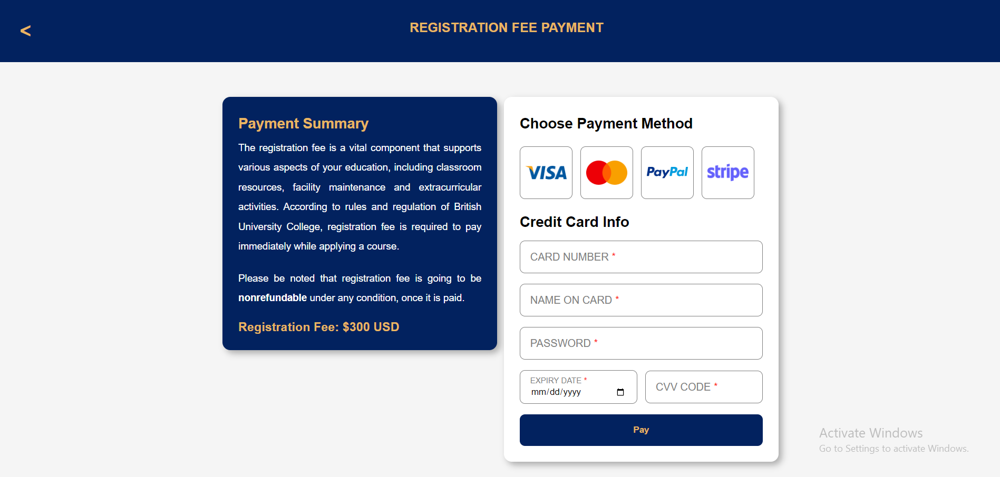 <
REGISTRATION FEE PAYMENT
Payment Summary
The registration fee is a vital component that supports
various aspects of your education, including classroom
resources, facility maintenance and extracurricular
activities. According to rules and regulation of British
University College, registration fee is required to pay
immediately while applying a course.
Please be noted that registration fee is going to be
nonrefundable under any condition, once it is paid.
Registration Fee: $300 USD
Choose Payment Method
VISA
PayPal
stripe
Credit Card Info
CARD NUMBER *
NAME ON CARD *
PASSWORD *
EXPIRY DATE *
mm/dd/yyyy
CVV CODE *
Pay
Activate Windows
Go to Settings to activate Windows.